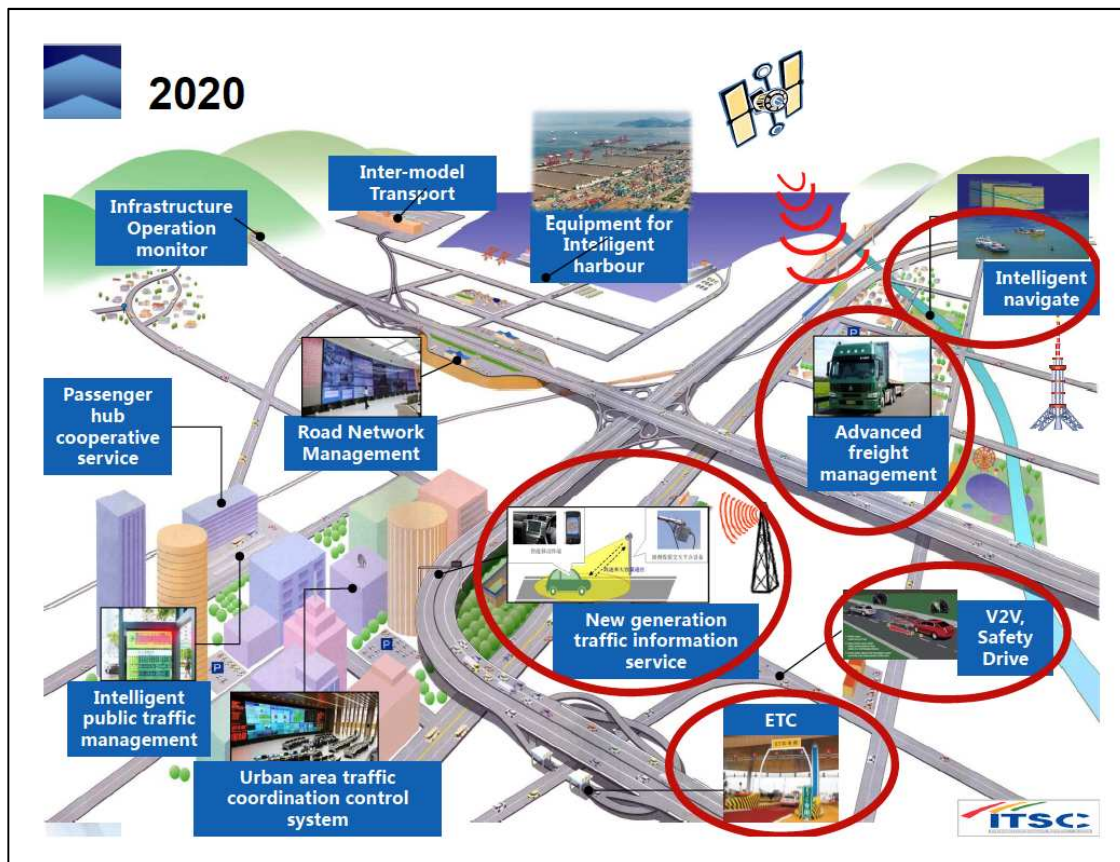 2020
Inter-model
Transport
Infrastructure
Operation
monitor
Equipment for
Intelligent
harbour
Intelligent
navigate
Passenger
hub
cooperative
service
Road Network
Management
P
Advanced
freight
management
New generation
traffic information
service
V2V,
Safety
Drive
P
P
Intelligent
public traffic
management
Urban area traffic
coordination control
system
ETC
ITSC